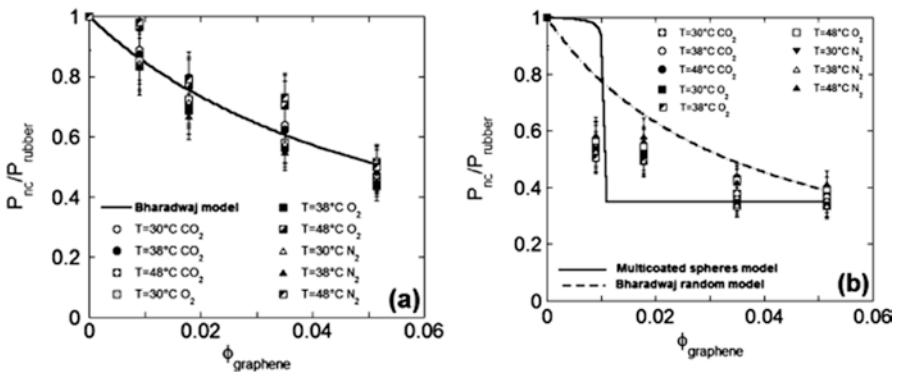 1
0.8
0.6
0.4
0.2
0
P_nc/P_rubber
Bharadwaj model
T=30°C CO₂
T=38°C CO₂
T=48°C CO₂
T=30°C O₂
T=38°C O₂
T=48°C O₂
T=30°C N₂
T=38°C N₂
T=48°C N₂
(a)
0 0.02 0.04 0.06
ϕ_graphene
1
0.8
0.6
0.4
0.2
0
P_nc/P_rubber
T=30°C CO₂
T=38°C CO₂
T=48°C CO₂
T=30°C O₂
T=38°C O₂
T=48°C O₂
T=30°C N₂
T=38°C N₂
T=48°C N₂
Multicoated spheres model
Bharadwaj random model
(b)
0 0.02 0.04 0.06
ϕ_graphene